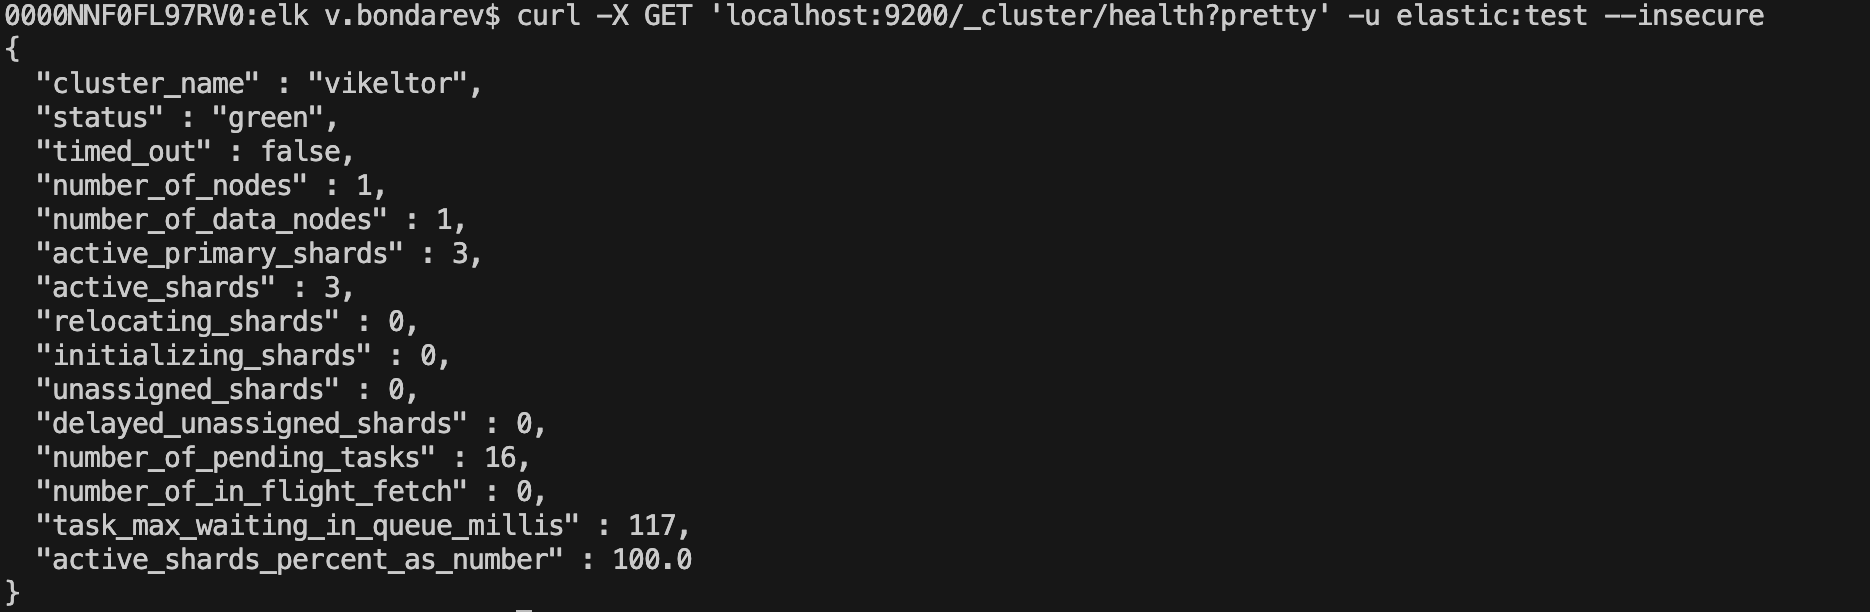 0000NNF0FL97RV0:elk v.bondarev$ curl -X GET 'localhost:9200/_cluster/health?pretty' -u elastic:test --insecure
{
  "cluster_name" : "vikeltor",
  "status" : "green",
  "timed_out" : false,
  "number_of_nodes" : 1,
  "number_of_data_nodes" : 1,
  "active_primary_shards" : 3,
  "active_shards" : 3,
  "relocating_shards" : 0,
  "initializing_shards" : 0,
  "unassigned_shards" : 0,
  "delayed_unassigned_shards" : 0,
  "number_of_pending_tasks" : 16,
  "number_of_in_flight_fetch" : 0,
  "task_max_waiting_in_queue_millis" : 117,
  "active_shards_percent_as_number" : 100.0
}